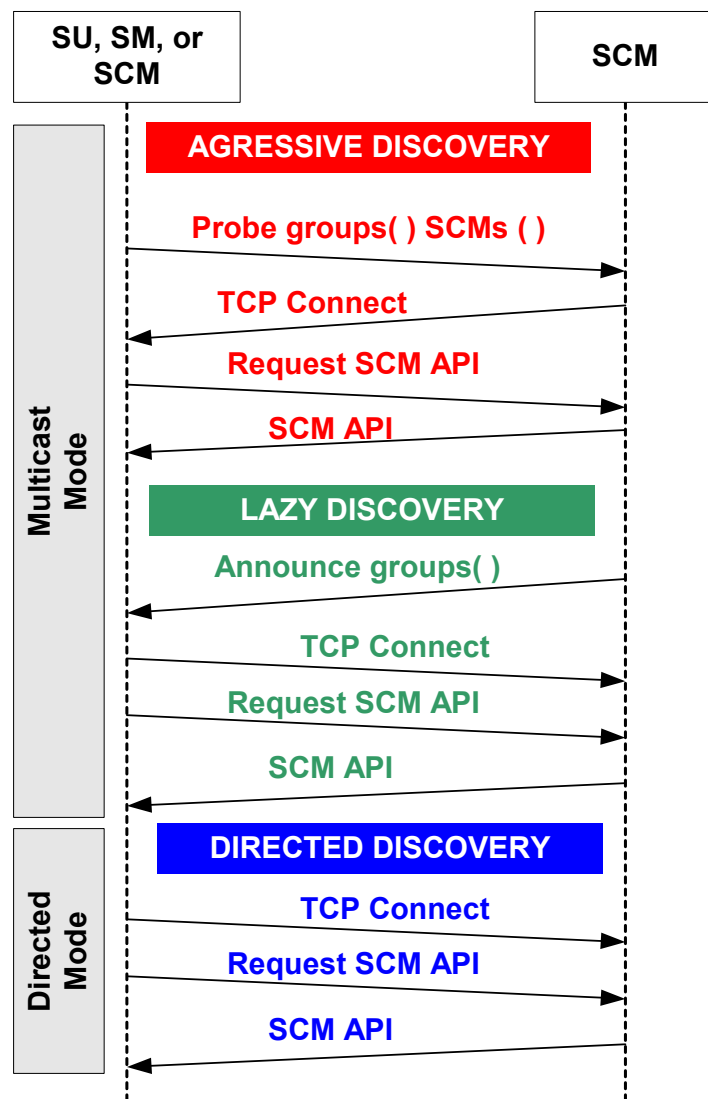 SU, SM, or
SCM
SCM
AGRESSIVE DISCOVERY
Probe groups( ) SCMs ( )
TCP Connect
Request SCM API
SCM API
Multicast
Mode
LAZY DISCOVERY
Announce groups( )
TCP Connect
Request SCM API
SCM API
DIRECTED DISCOVERY
Directed
Mode
TCP Connect
Request SCM API
SCM API